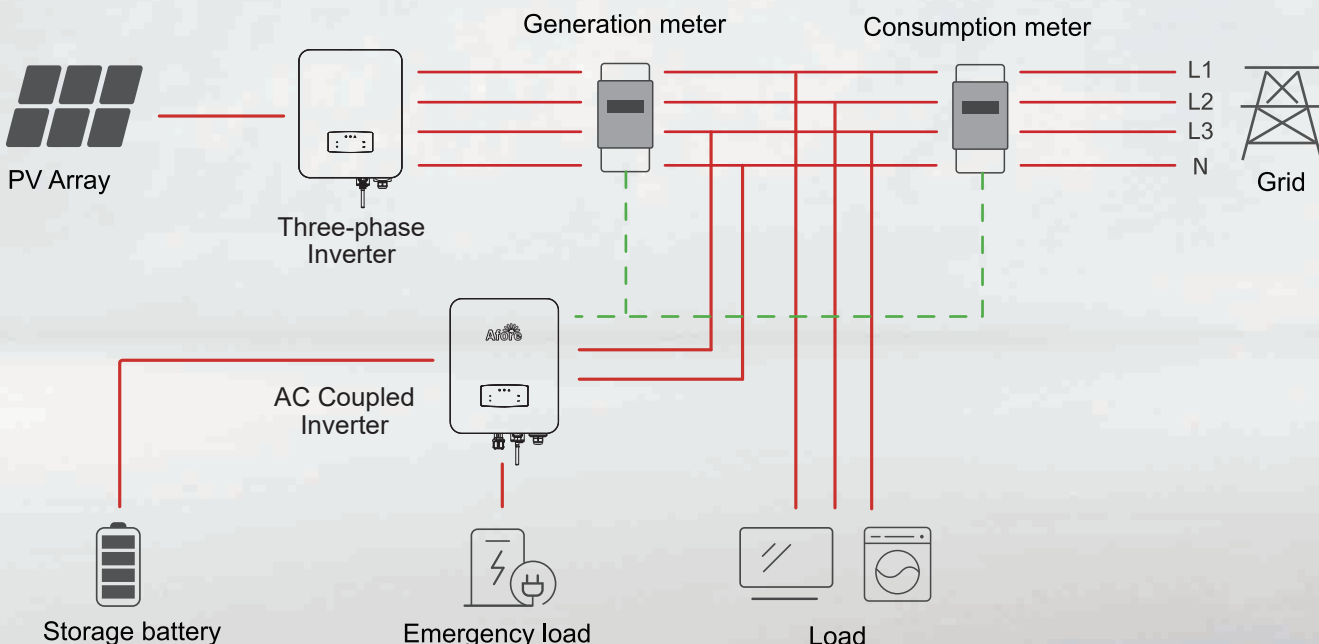 Generation meter
Consumption meter
L1
L2
L3
N
PV Array
Grid
Three-phase
Inverter
Afore
AC Coupled
Inverter
Storage battery
Emergency load
Load